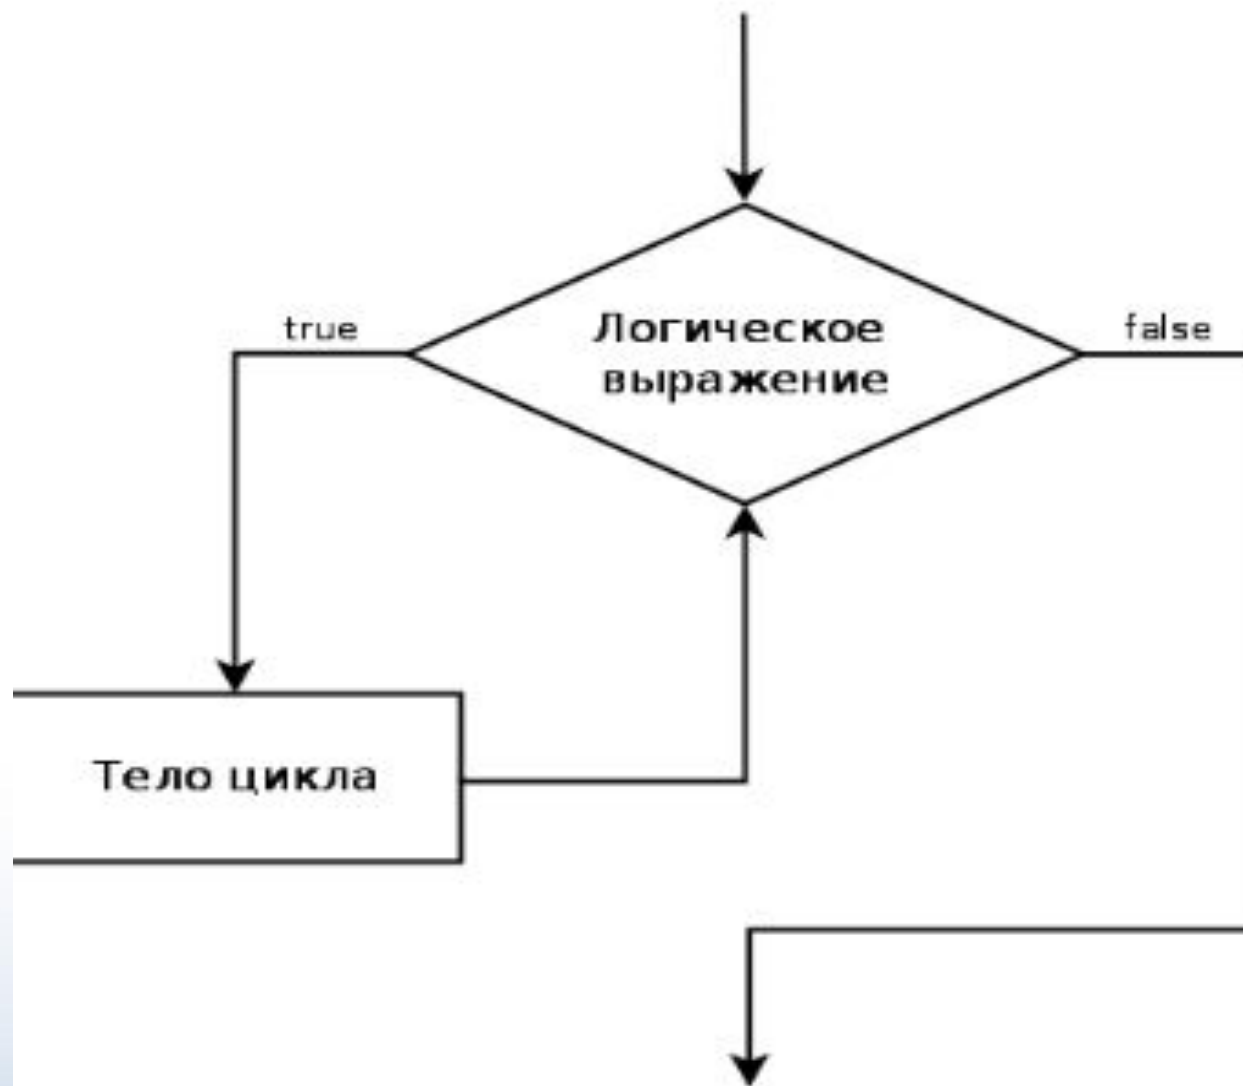 true
Логическое
выражение
false
Тело цикла